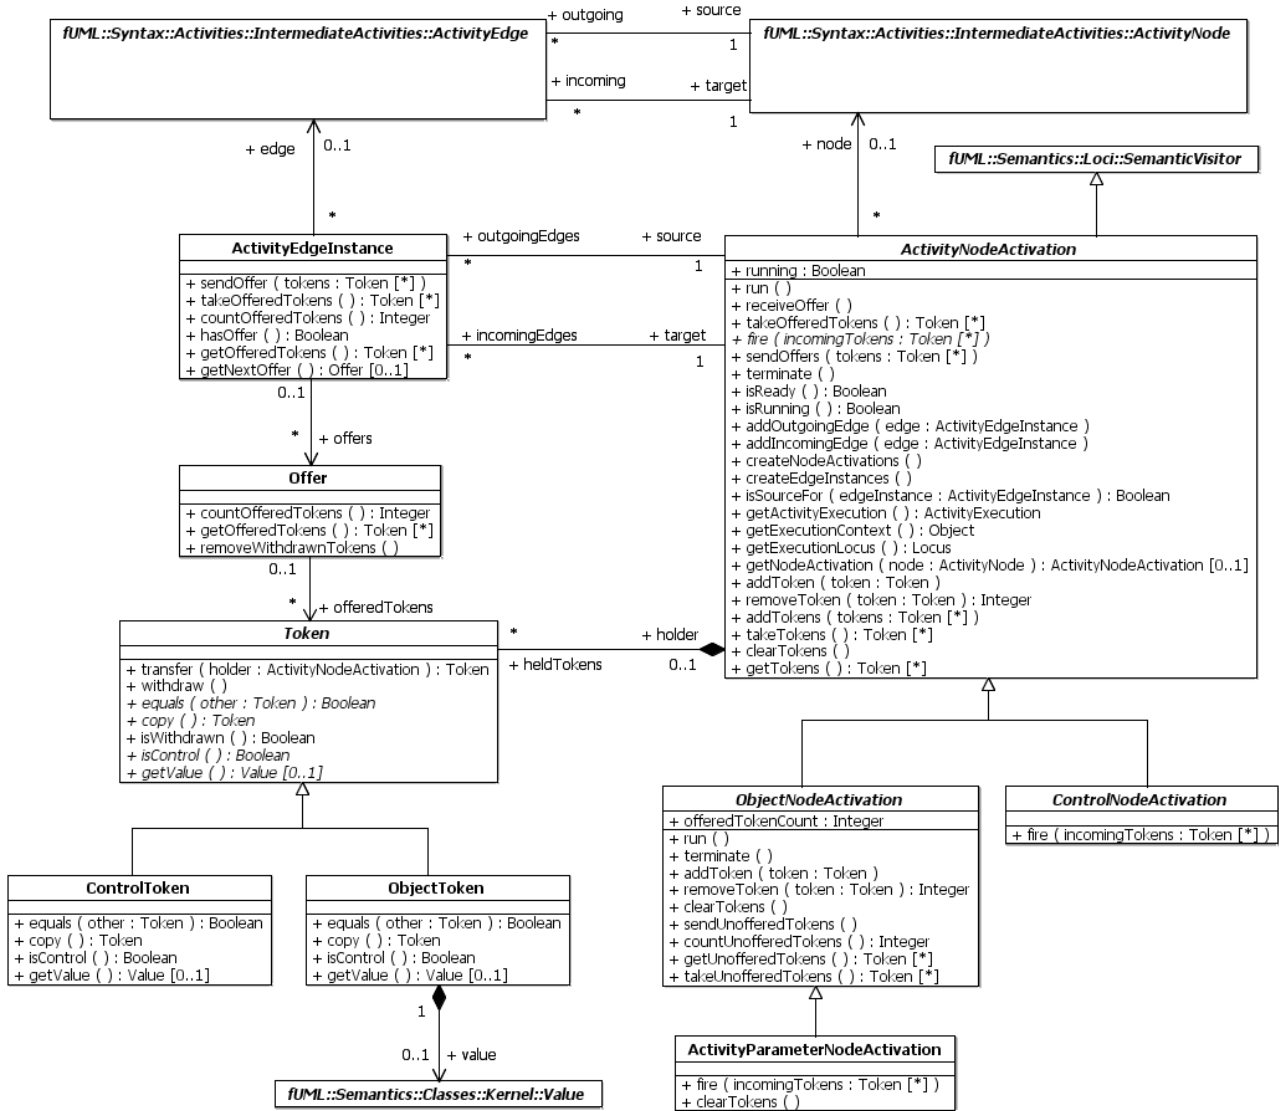 + outgoing
+ source
fUML::Syntax::Activities::IntermediateActivities::ActivityEdge
*
1
fUML::Syntax::Activities::IntermediateActivities::ActivityNode
+ incoming
+ target
*
1
+ edge
0..1
+ node
0..1
fUML::Semantics::Loci::SemanticVisitor
*
*
ActivityEdgeInstance
+ sendOffer ( tokens : Token [*] )
+ takeOfferedTokens ( ) : Token [*]
+ countOfferedTokens ( ) : Integer
+ hasOffer ( ) : Boolean
+ getOfferedTokens ( ) : Token [*]
+ getNextOffer ( ) : Offer [0..1]
+ outgoingEdges
+ source
*
1
+ incomingEdges
+ target
*
1
ActivityNodeActivation
+ running : Boolean
+ run ( )
+ receiveOffer ( )
+ takeOfferedTokens ( ) : Token [*]
+ fire ( incomingTokens : Token [*] )
+ sendOffers ( tokens : Token [*] )
+ terminate ( )
+ isReady ( ) : Boolean
+ isRunning ( ) : Boolean
+ addOutgoingEdge ( edge : ActivityEdgeInstance )
+ addIncomingEdge ( edge : ActivityEdgeInstance )
+ createNodeActivations ( )
+ createEdgeInstances ( )
+ isSourceFor ( edgeInstance : ActivityEdgeInstance ) : Boolean
+ getActivityExecution ( ) : ActivityExecution
+ getExecutionContext ( ) : Object
+ getExecutionLocus ( ) : Locus
+ getNodeActivation ( node : ActivityNode ) : ActivityNodeActivation [0..1]
+ addToken ( token : Token )
+ removeToken ( token : Token ) : Integer
+ addTokens ( tokens : Token [*] )
+ takeTokens ( ) : Token [*]
+ clearTokens ( )
+ getTokens ( ) : Token [*]
0..1
*
+ offers
Offer
+ countOfferedTokens ( ) : Integer
+ getOfferedTokens ( ) : Token [*]
+ removeWithdrawnTokens ( )
0..1
*
+ offeredTokens
Token
+ transfer ( holder : ActivityNodeActivation ) : Token
+ withdraw ( )
+ equals ( other : Token ) : Boolean
+ copy ( ) : Token
+ isWithdrawn ( ) : Boolean
+ isControl ( ) : Boolean
+ getValue ( ) : Value [0..1]
*
+ holder
+ heldTokens
0..1
ControlToken
+ equals ( other : Token ) : Boolean
+ copy ( ) : Token
+ isControl ( ) : Boolean
+ getValue ( ) : Value [0..1]
ObjectToken
+ equals ( other : Token ) : Boolean
+ copy ( ) : Token
+ isControl ( ) : Boolean
+ getValue ( ) : Value [0..1]
1
0..1
+ value
fUML::Semantics::Classes::Kernel::Value
ObjectNodeActivation
+ offeredTokenCount : Integer
+ run ( )
+ terminate ( )
+ addToken ( token : Token )
+ removeToken ( token : Token ) : Integer
+ clearTokens ( )
+ sendUnofferedTokens ( )
+ countUnofferedTokens ( ) : Integer
+ getUnofferedTokens ( ) : Token [*]
+ takeUnofferedTokens ( ) : Token [*]
ControlNodeActivation
+ fire ( incomingTokens : Token [*] )
ActivityParameterNodeActivation
+ fire ( incomingTokens : Token [*] )
+ clearTokens ( )